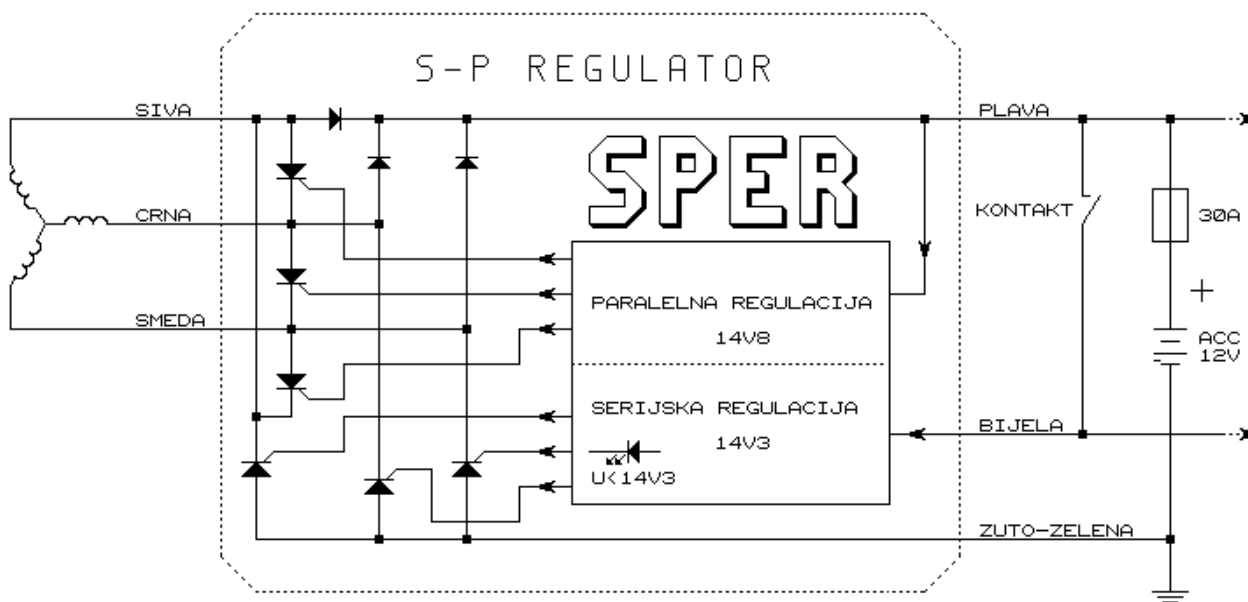 S-P REGULATOR
SIVA
PLAVA
SPER
CRNA
KONTAKT
30A
+
PARALELNA REGULACIJA
14V8
SMEDA
ACC
12V
SERIJSKA REGULACIJA
14V3
BIJELA
U<14V3
ZUTO-ZELENA